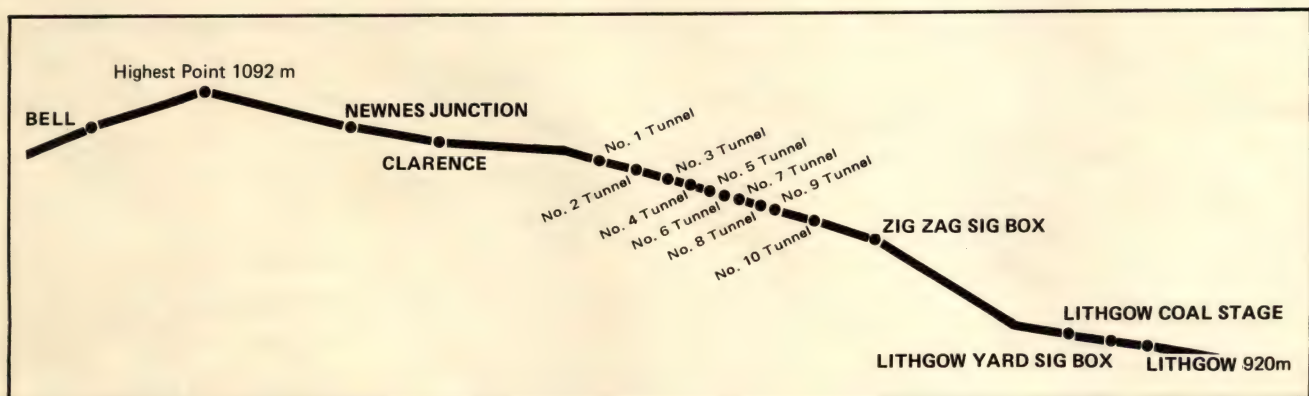 Highest Point 1092 m
BELL
NEWNES JUNCTION
CLARENCE
No. 1 Tunnel
No. 2 Tunnel
No. 3 Tunnel
No. 4 Tunnel
No. 5 Tunnel
No. 6 Tunnel
No. 7 Tunnel
No. 8 Tunnel
No. 9 Tunnel
No. 10 Tunnel
ZIG ZAG SIG BOX
LITHGOW COAL STAGE
LITHGOW YARD SIG BOX
LITHGOW 920m